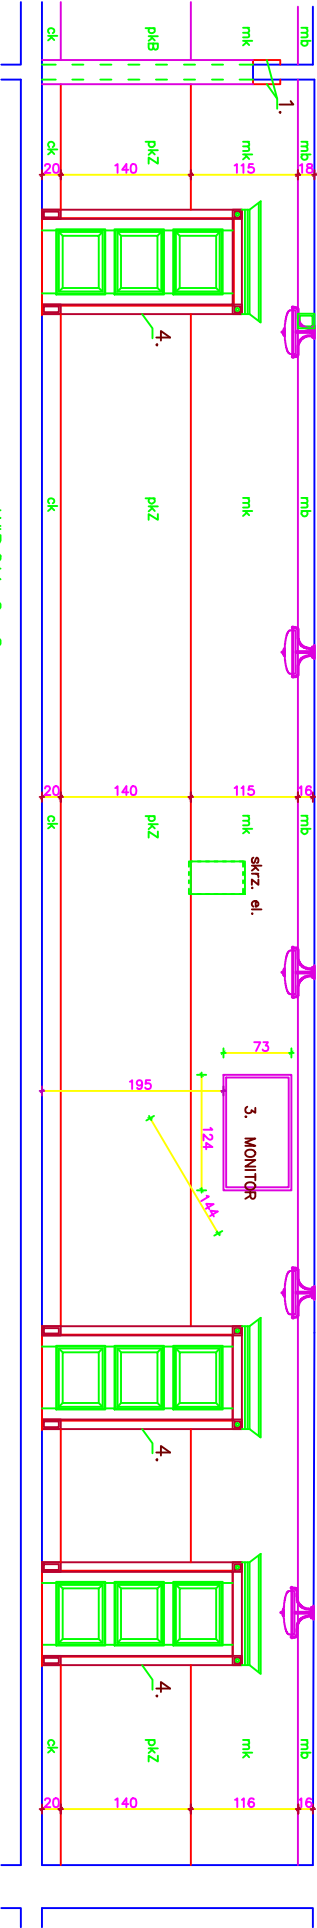 ck pkB mk mb
1.
ck pkZ mk mb
20 140 115 18
4.
ck pkZ mk mb
20 140 115 16
ck pkZ mk mb
skrz. el.
73
195
3. MONITOR
124
144
4.
4.
ck pkZ mk mb
20 140 116 16